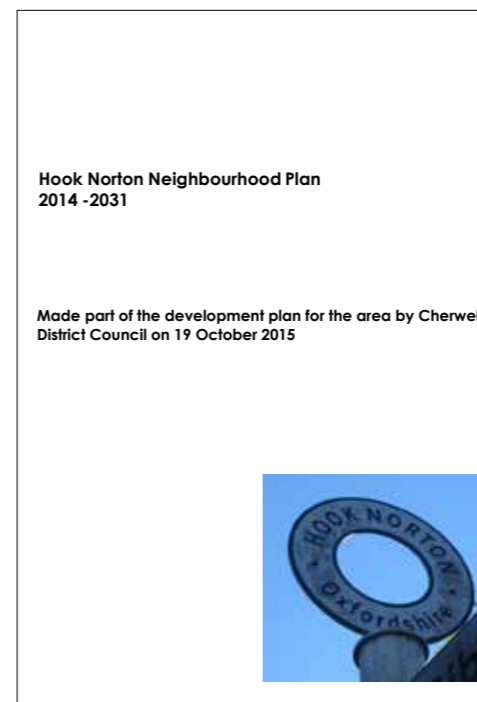 Hook Norton Neighbourhood Plan
2014 -2031
Made part of the development plan for the area by Cherwel
District Council on 19 October 2015
HOOK NORTON
Oxfordshire